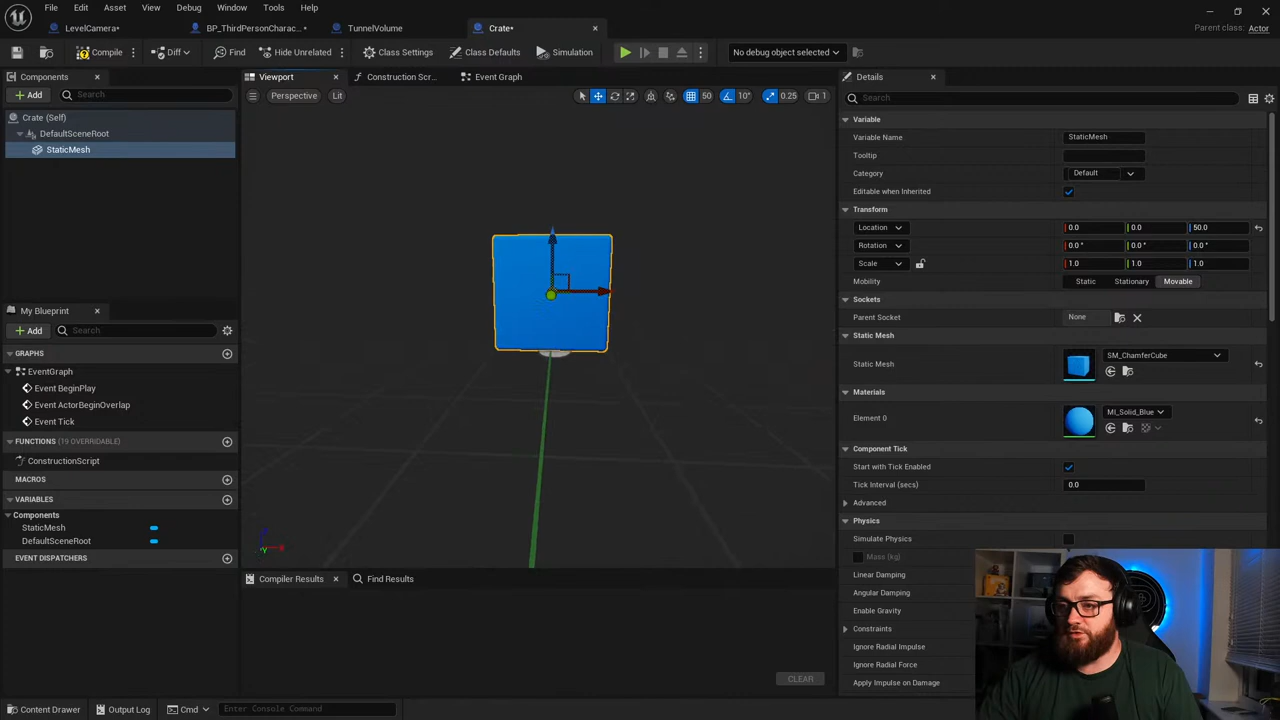 File Edit Asset View Debug Window Tools Help
LevelCamera•
BP_ThirdPersonCharac...•
TunnelVolume
Crate•
Parent class: Actor
Compile
Diff
Find
Hide Unrelated
Class Settings
Class Defaults
Simulation
No debug object selected
Components
Viewport
Construction Scr...
Event Graph
Details
Add
Search
Perspective
Lit
50
10°
0.25
1
Search
Crate (Self)
DefaultSceneRoot
StaticMesh
Variable
Variable Name
StaticMesh
Tooltip
Category
Default
Editable when Inherited
Transform
Location
0.0
0.0
50.0
Rotation
0.0 °
0.0 °
0.0 °
Scale
1.0
1.0
1.0
Mobility
Static
Stationary
Movable
Sockets
Parent Socket
None
Static Mesh
Static Mesh
SM_ChamferCube
Materials
Element 0
MI_Solid_Blue
Component Tick
Start with Tick Enabled
Tick Interval (secs)
0.0
Advanced
Physics
Simulate Physics
Mass (kg)
Linear Damping
Angular Damping
Enable Gravity
Constraints
Ignore Radial Impulse
Ignore Radial Force
Apply Impulse on Damage
My Blueprint
Add
Search
GRAPHS
EventGraph
Event BeginPlay
Event ActorBeginOverlap
Event Tick
FUNCTIONS (19 OVERRIDABLE)
ConstructionScript
MACROS
VARIABLES
Components
StaticMesh
DefaultSceneRoot
EVENT DISPATCHERS
Compiler Results
Find Results
CLEAR
Content Drawer
Output Log
Cmd
Enter Console Command